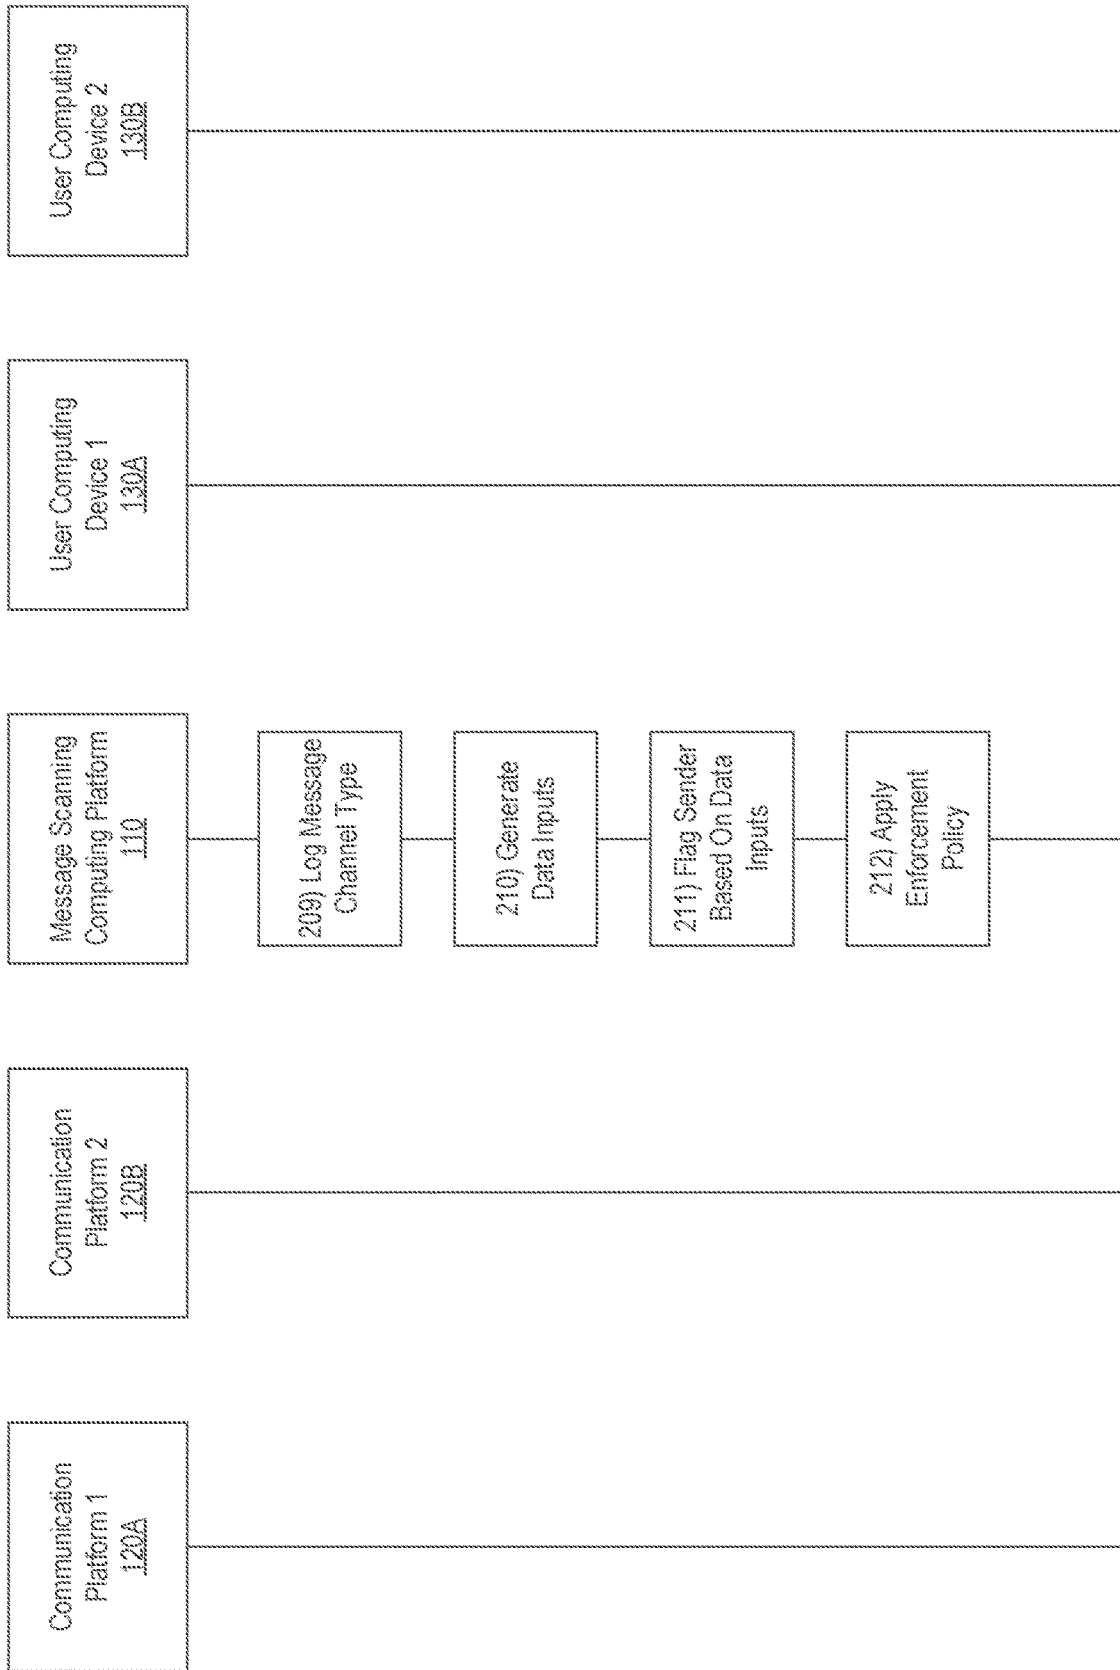 Communication
Platform 1
120A
Communication
Platform 2
120B
Message Scanning
Computing Platform
110
User Computing
Device 1
130A
User Computing
Device 2
130B
209) Log Message
Channel Type
210) Generate
Data Inputs
211) Flag Sender
Based On Data
Inputs
212) Apply
Enforcement
Policy